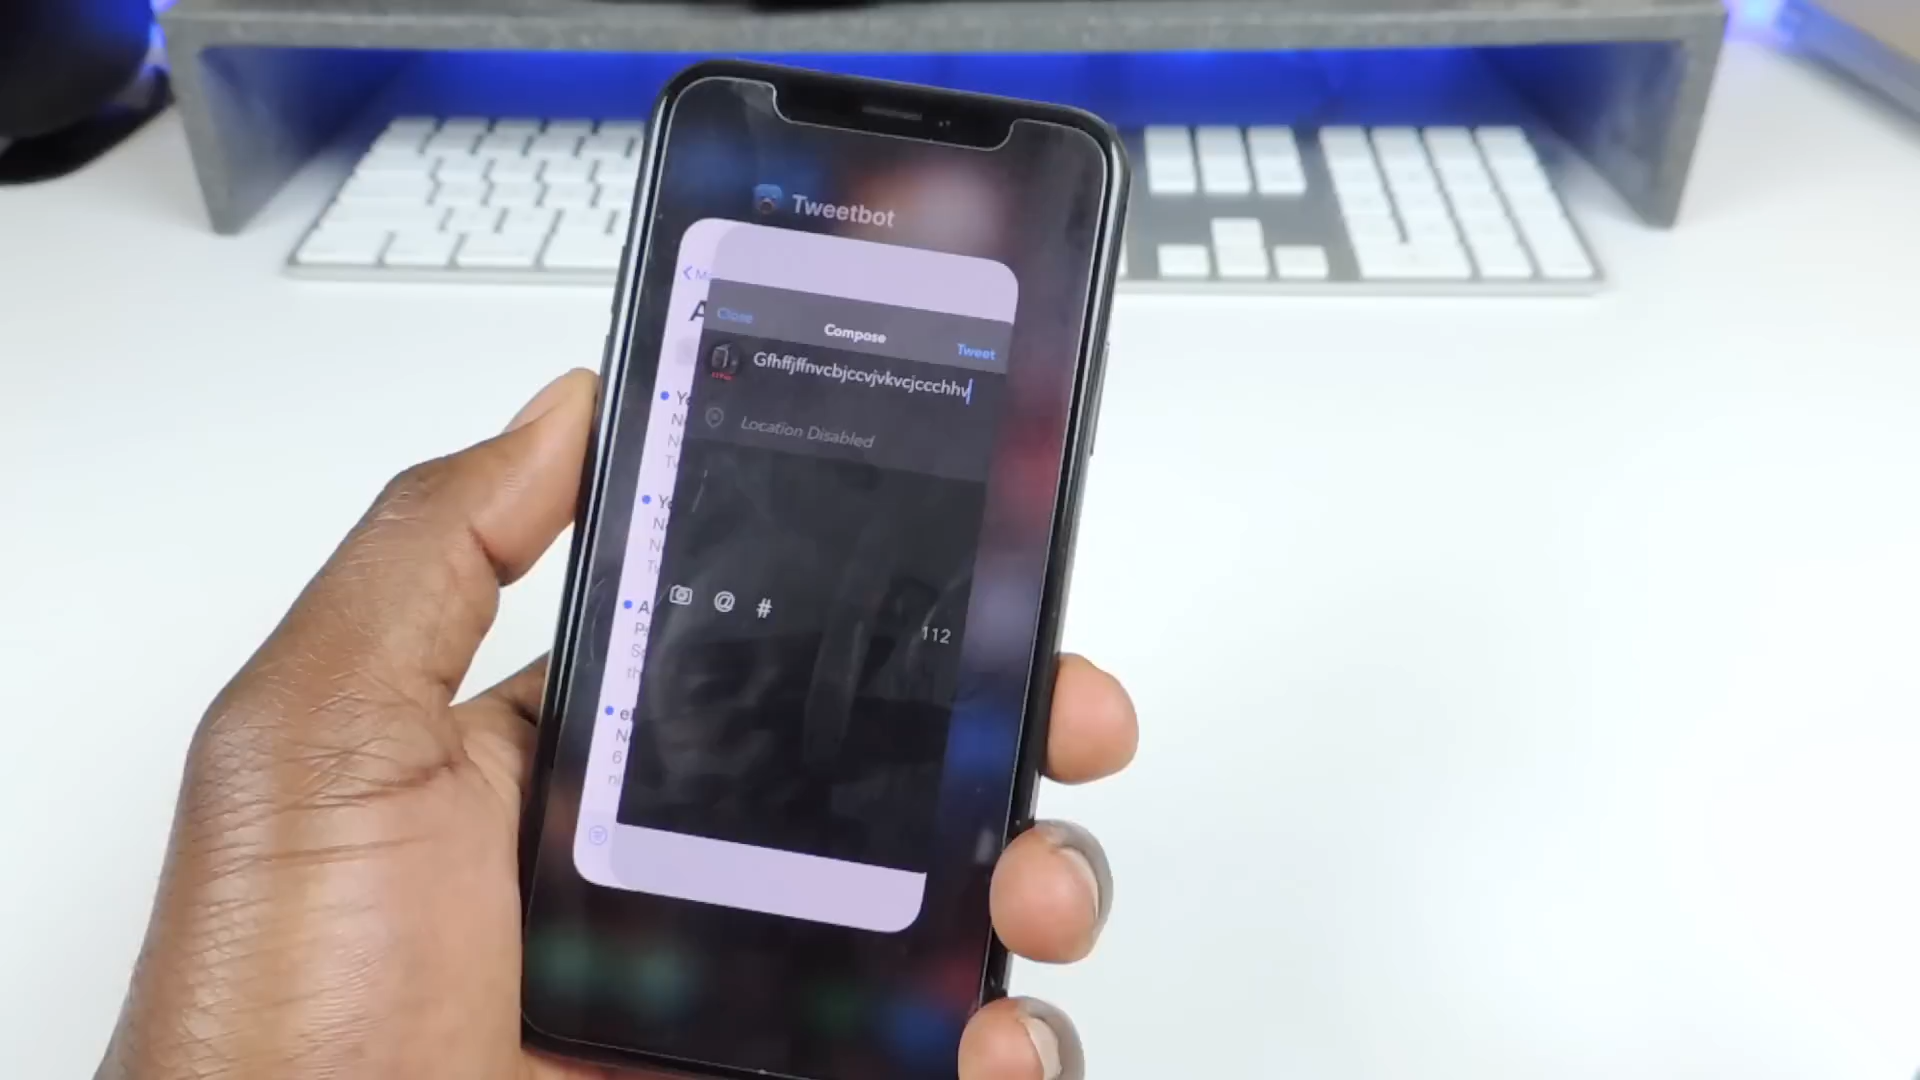 Tweetbot
Close
Compose
Tweet
Gfhffjffnvcbjccvjvkvcjccchhv
Location Disabled
@ #
112